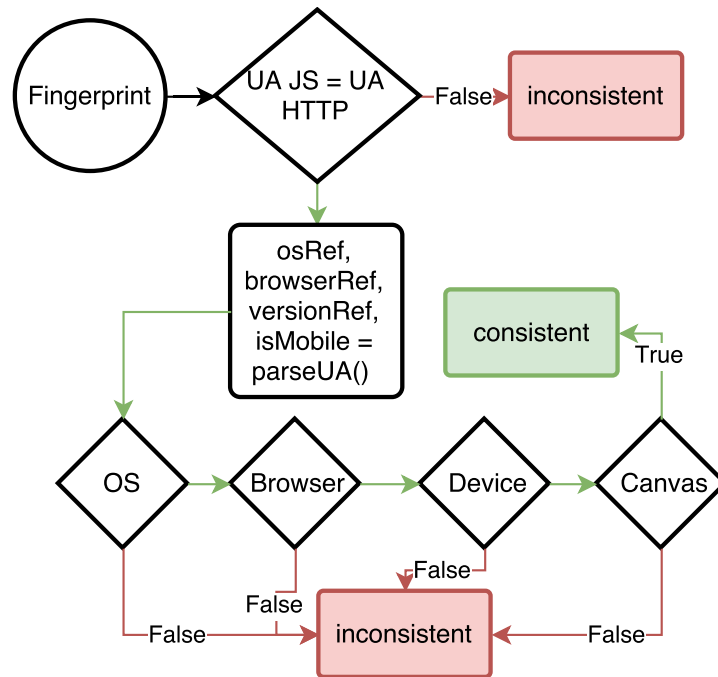 Fingerprint
UA JS = UA
HTTP
False
inconsistent
osRef,
browserRef,
versionRef,
isMobile =
parseUA()
consistent
True
OS
Browser
Device
Canvas
False
False
False
False
inconsistent